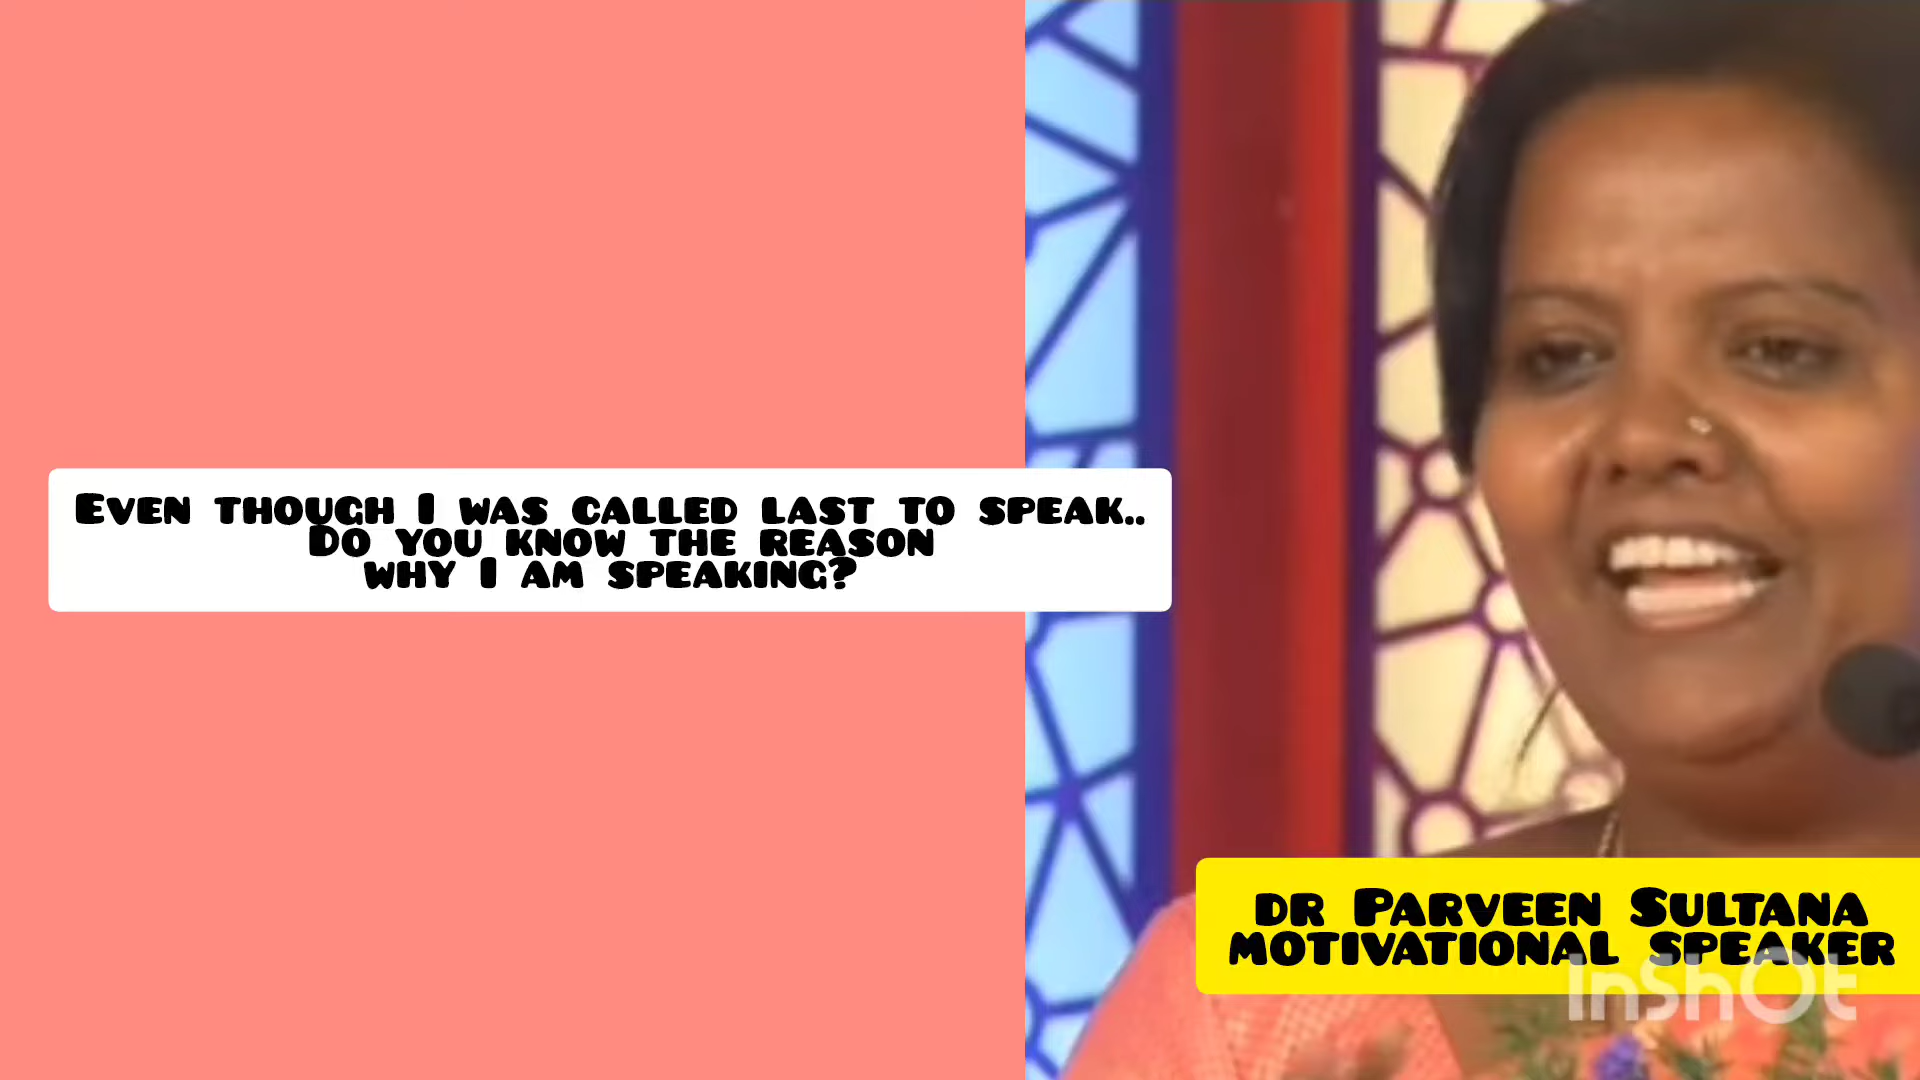 Even though I was called last to speak..
Do you know the reason
why I am speaking?
dr Parveen Sultana
motivational speaker
InShOt